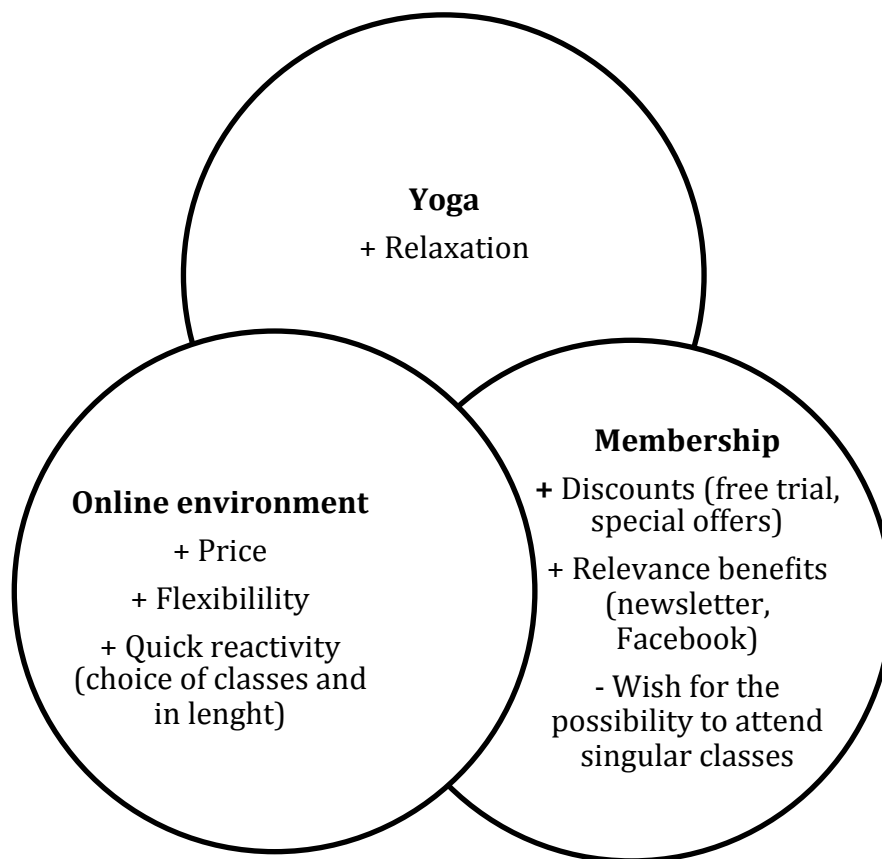 Yoga
+ Relaxation
Online environment
+ Price
+ Flexibilility
+ Quick reactivity
(choice of classes and
in lenght)
Membership
+ Discounts (free trial,
special offers)
+ Relevance benefits
(newsletter,
Facebook)
- Wish for the
possibility to attend
singular classes